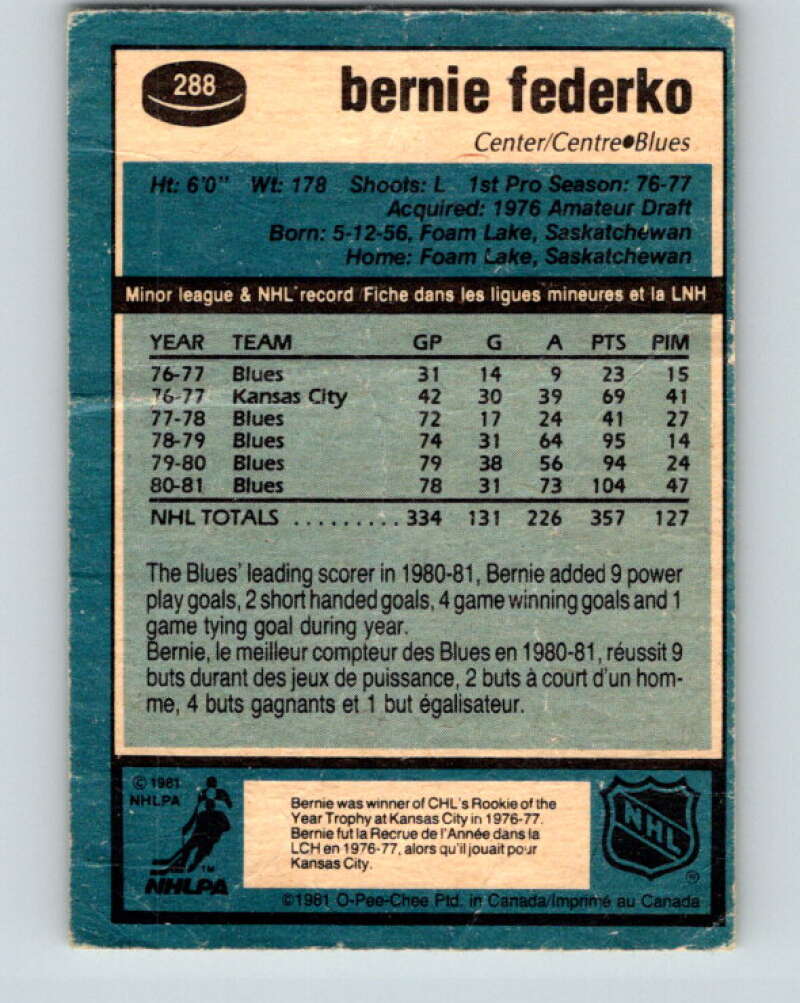 288
bernie federko
Center/Centre●Blues
Ht: 6'0" Wt: 178 Shoots: L 1st Pro Season: 76-77
Acquired: 1976 Amateur Draft
Born: 5-12-56, Foam Lake, Saskatchewan
Home: Foam Lake, Saskatchewan
Minor league & NHL record Fiche dans les ligues mineures et la LNH
YEAR TEAM GP G A PTS PIM
76-77 Blues 31 14 9 23 15
76-77 Kansas City 42 30 39 69 41
77-78 Blues 72 17 24 41 27
78-79 Blues 74 31 64 95 14
79-80 Blues 79 38 56 94 24
80-81 Blues 78 31 73 104 47
NHL TOTALS ......... 334 131 226 357 127
The Blues' leading scorer in 1980-81, Bernie added 9 power
play goals, 2 short handed goals, 4 game winning goals and 1
game tying goal during year.
Bernie, le meilleur compteur des Blues en 1980-81, réussit 9
buts durant des jeux de puissance, 2 buts à court d'un hom-
me, 4 buts gagnants et 1 but égalisateur.
© 1981
NHLPA
TM
NHLPA
Bernie was winner of CHL's Rookie of the
Year Trophy at Kansas City in 1976-77.
Bernie fut la Recrue de l'Année dans la
LCH en 1976-77, alors qu'il jouait pour
Kansas City.
NHL
®
©1981 O-Pee-Chee Ptd. in Canada/Imprimé au Canada